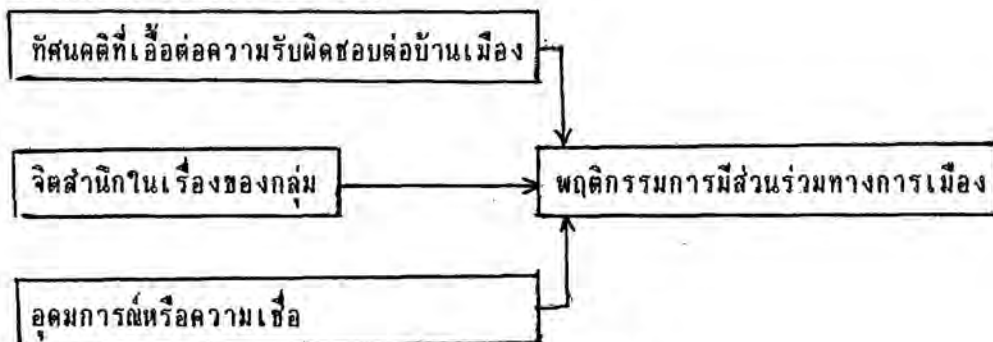 ทัศนคติที่เอื้อต่อความรับผิดชอบต่อบ้านเมือง
จิตสำนึกในเรื่องของกลุ่ม
พฤติกรรมการมีส่วนร่วมทางการเมือง
อุดมการณ์หรือความเชื่อ